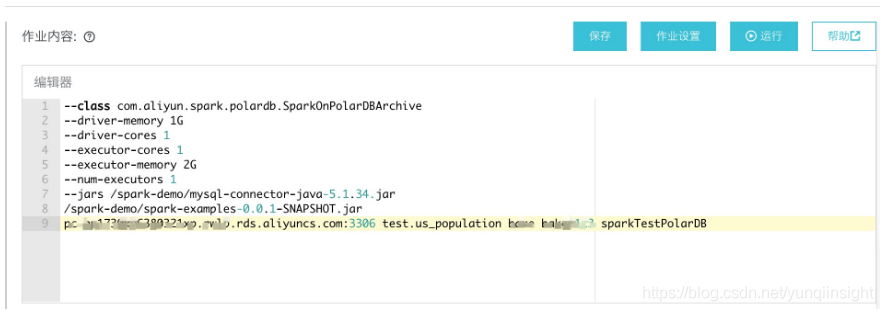 作业内容:
保存
作业设置
运行
帮助
编辑器
1 --class com.aliyun.spark.polardb.SparkOnPolarDBArchive
2 --driver-memory 1G
3 --driver-cores 1
4 --executor-cores 1
5 --executor-memory 2G
6 --num-executors 1
7 --jars /spark-demo/mysql-connector-java-5.1.34.jar
8 /spark-demo/spark-examples-0.0.1-SNAPSHOT.jar
9 .rds.aliyuncs.com:3306 test.us_population sparkTestPolarDB
https://blog.csdn.net/yunqiinsight